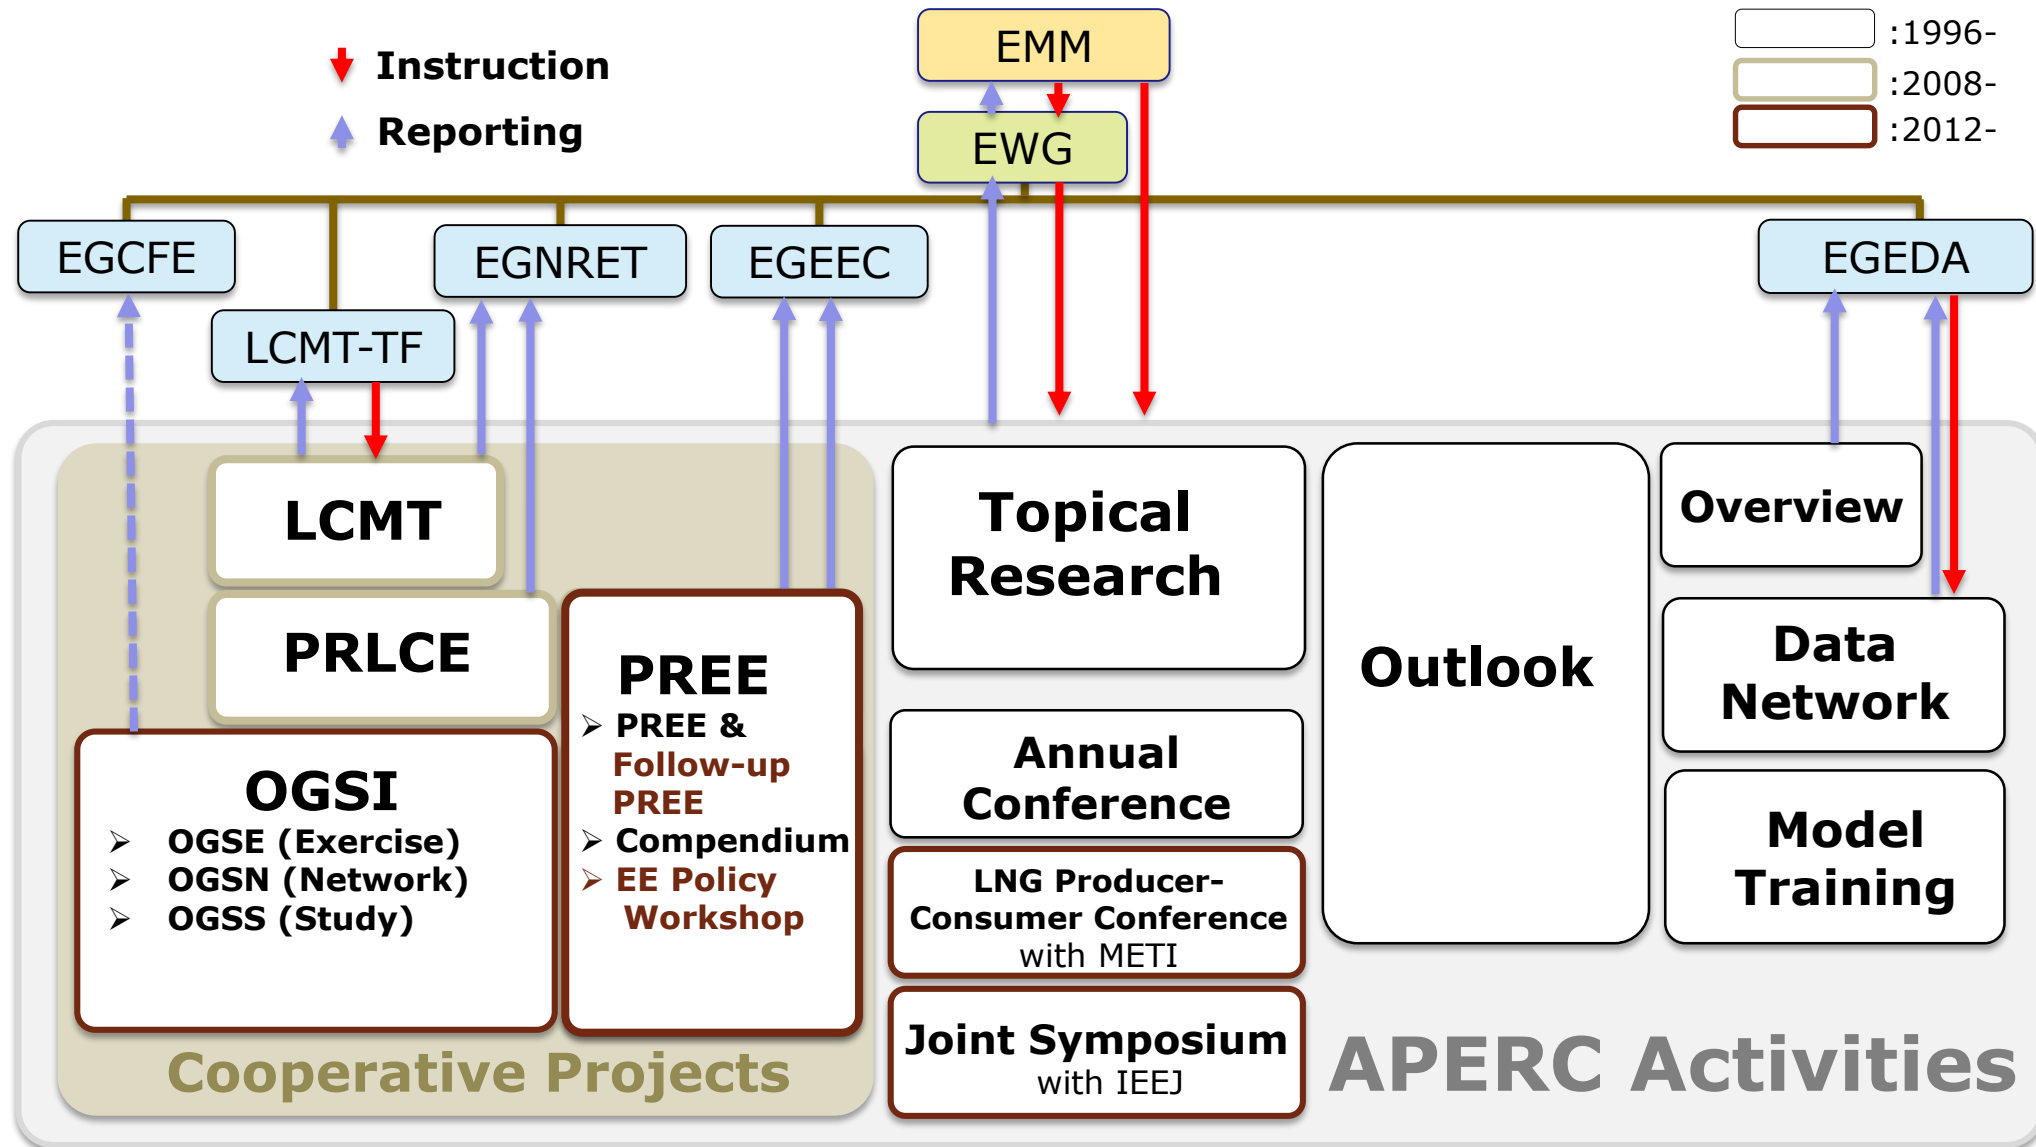 EMM
:1996-
Instruction
:2008-
Reporting
:2012-
EWG
EGCFE
EGNRET
EGEEC
EGEDA
LCMT-TF
LCMT
PRLCE
OGSI
➢ OGSE (Exercise)
➢ OGSN (Network)
➢ OGSS (Study)
PREE
➢ PREE &
Follow-up
PREE
➢ Compendium
➢ EE Policy
Workshop
Cooperative Projects
Topical
Research
Annual
Conference
LNG Producer-
Consumer Conference
with METI
Joint Symposium
with IEEJ
Outlook
Overview
Data
Network
Model
Training
APERC Activities